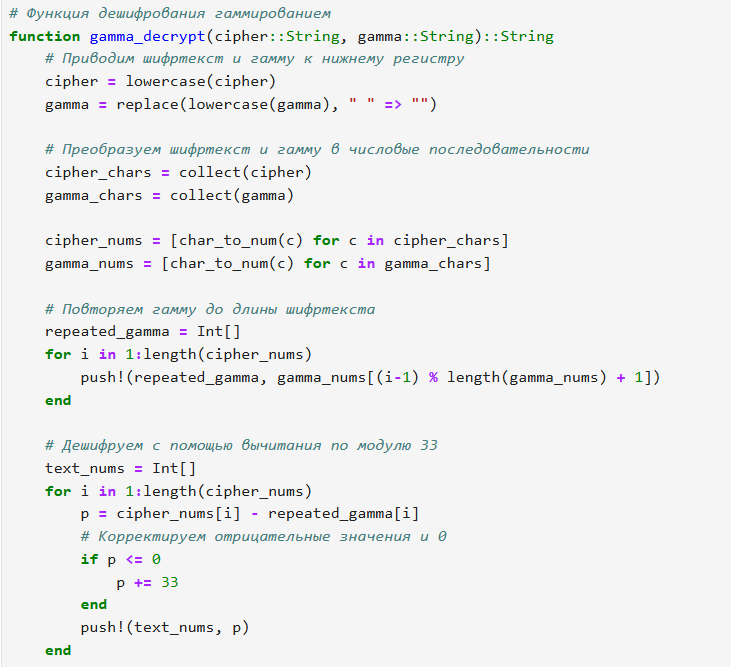 # Функция дешифрования гаммированием
function gamma_decrypt(cipher::String, gamma::String)::String
    # Приводим шифртекст и гамму к нижнему регистру
    cipher = lowercase(cipher)
    gamma = replace(lowercase(gamma), " " => "")

    # Преобразуем шифртекст и гамму в числовые последовательности
    cipher_chars = collect(cipher)
    gamma_chars = collect(gamma)

    cipher_nums = [char_to_num(c) for c in cipher_chars]
    gamma_nums = [char_to_num(c) for c in gamma_chars]

    # Повторяем гамму до длины шифртекста
    repeated_gamma = Int[]
    for i in 1:length(cipher_nums)
        push!(repeated_gamma, gamma_nums[(i-1) % length(gamma_nums) + 1])
    end

    # Дешифруем с помощью вычитания по модулю 33
    text_nums = Int[]
    for i in 1:length(cipher_nums)
        p = cipher_nums[i] - repeated_gamma[i]
        # Корректируем отрицательные значения и 0
        if p <= 0
            p += 33
        end
        push!(text_nums, p)
    end